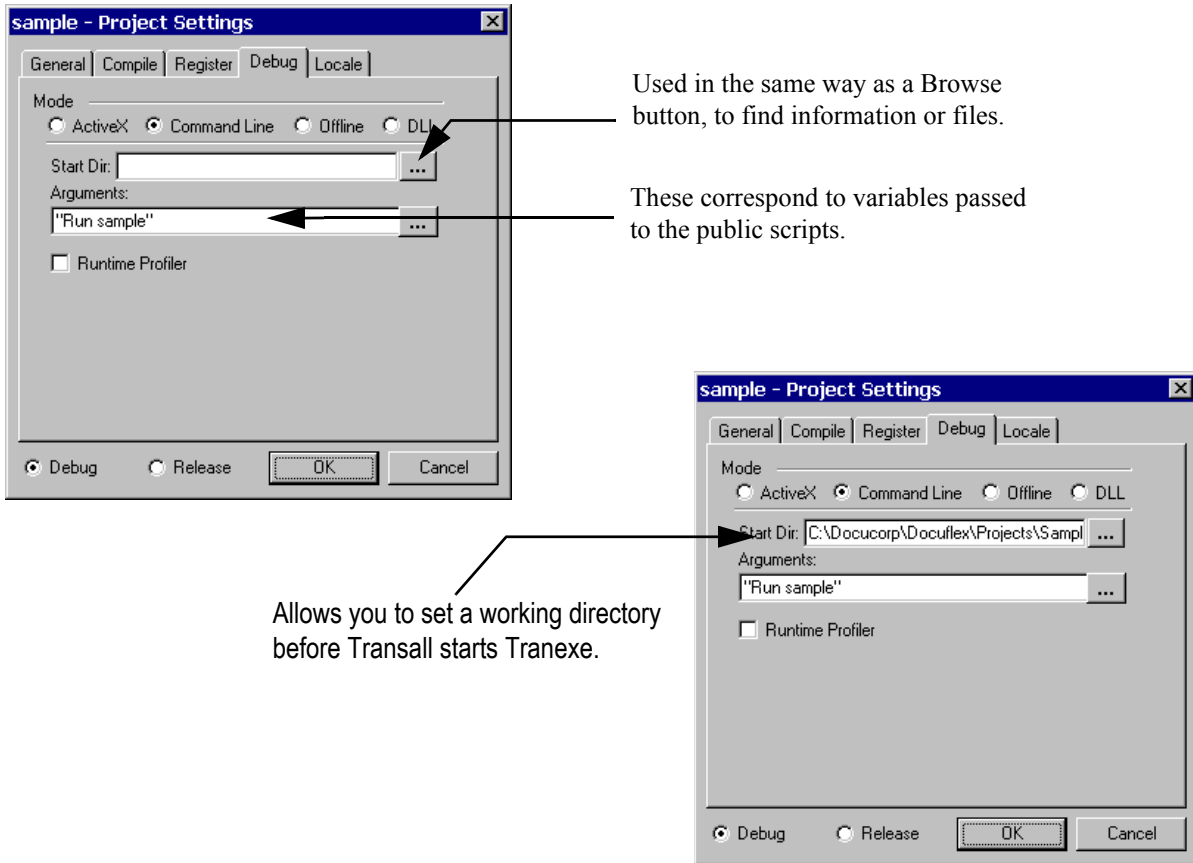 sample - Project Settings
General Compile Register Debug Locale
Mode
ActiveX Command Line Offline DLL
Start Dir: ...
Arguments:
"Run sample" ...
Runtime Profiler
Debug Release OK Cancel
Used in the same way as a Browse
button, to find information or files.
These correspond to variables passed
to the public scripts.
sample - Project Settings
General Compile Register Debug Locale
Mode
ActiveX Command Line Offline DLL
Start Dir: C:\Docucorp\Docuflex\Projects\Sampl ...
Arguments:
"Run sample" ...
Runtime Profiler
Debug Release OK Cancel
Allows you to set a working directory
before Transall starts Tranexe.